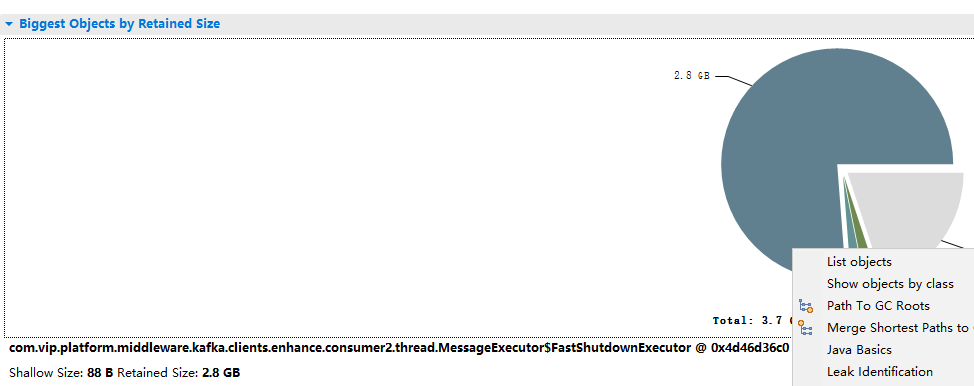 Biggest Objects by Retained Size
2.8 GB
List objects
Show objects by class
Path To GC Roots
Merge Shortest Paths to
Java Basics
Leak Identification
Total: 3.7
com.vip.platform.middleware.kafka.clients.enhance.consumer2.thread.MessageExecutor$FastShutdownExecutor @ 0x4d46d36c0
Shallow Size: 88 B Retained Size: 2.8 GB